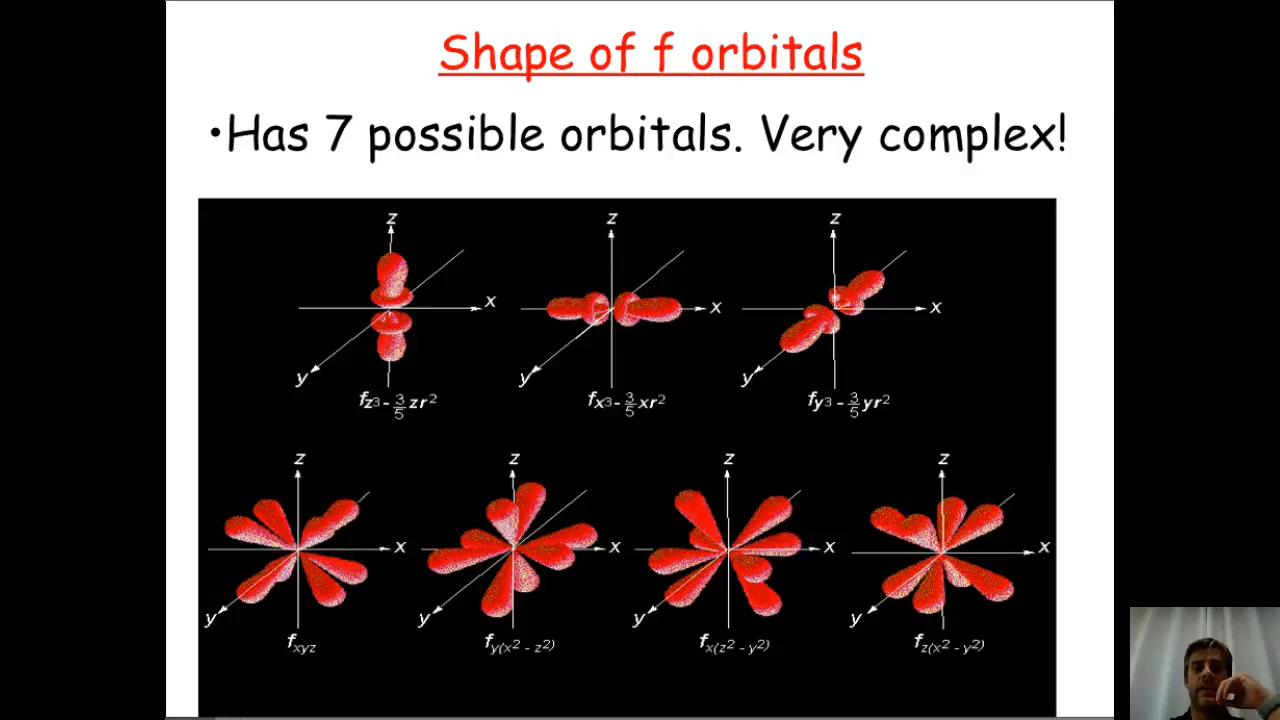 Shape of f orbitals
•Has 7 possible orbitals. Very complex!
z z z
x x x
y y y
fz³ - 3/5 zr² fx³ - 3/5 xr² fy³ - 3/5 yr²
z z z z
x x x x
y y y y
fxyz fy(x² - z²) fx(z² - y²) fz(x² - y²)